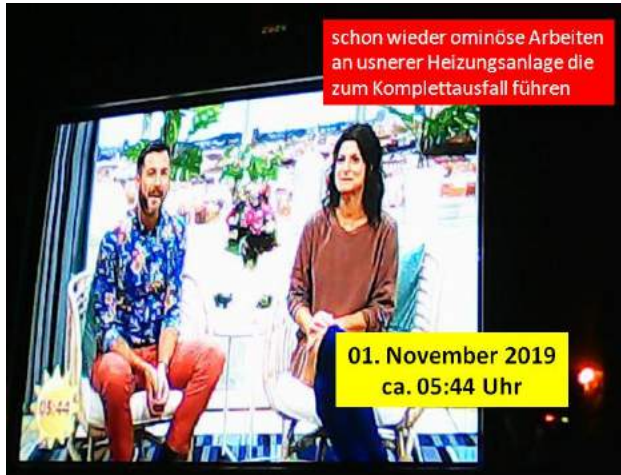 schon wieder ominöse Arbeiten
an usnerer Heizungsanlage die
zum Komplettausfall führen
01. November 2019
ca. 05:44 Uhr
05:44